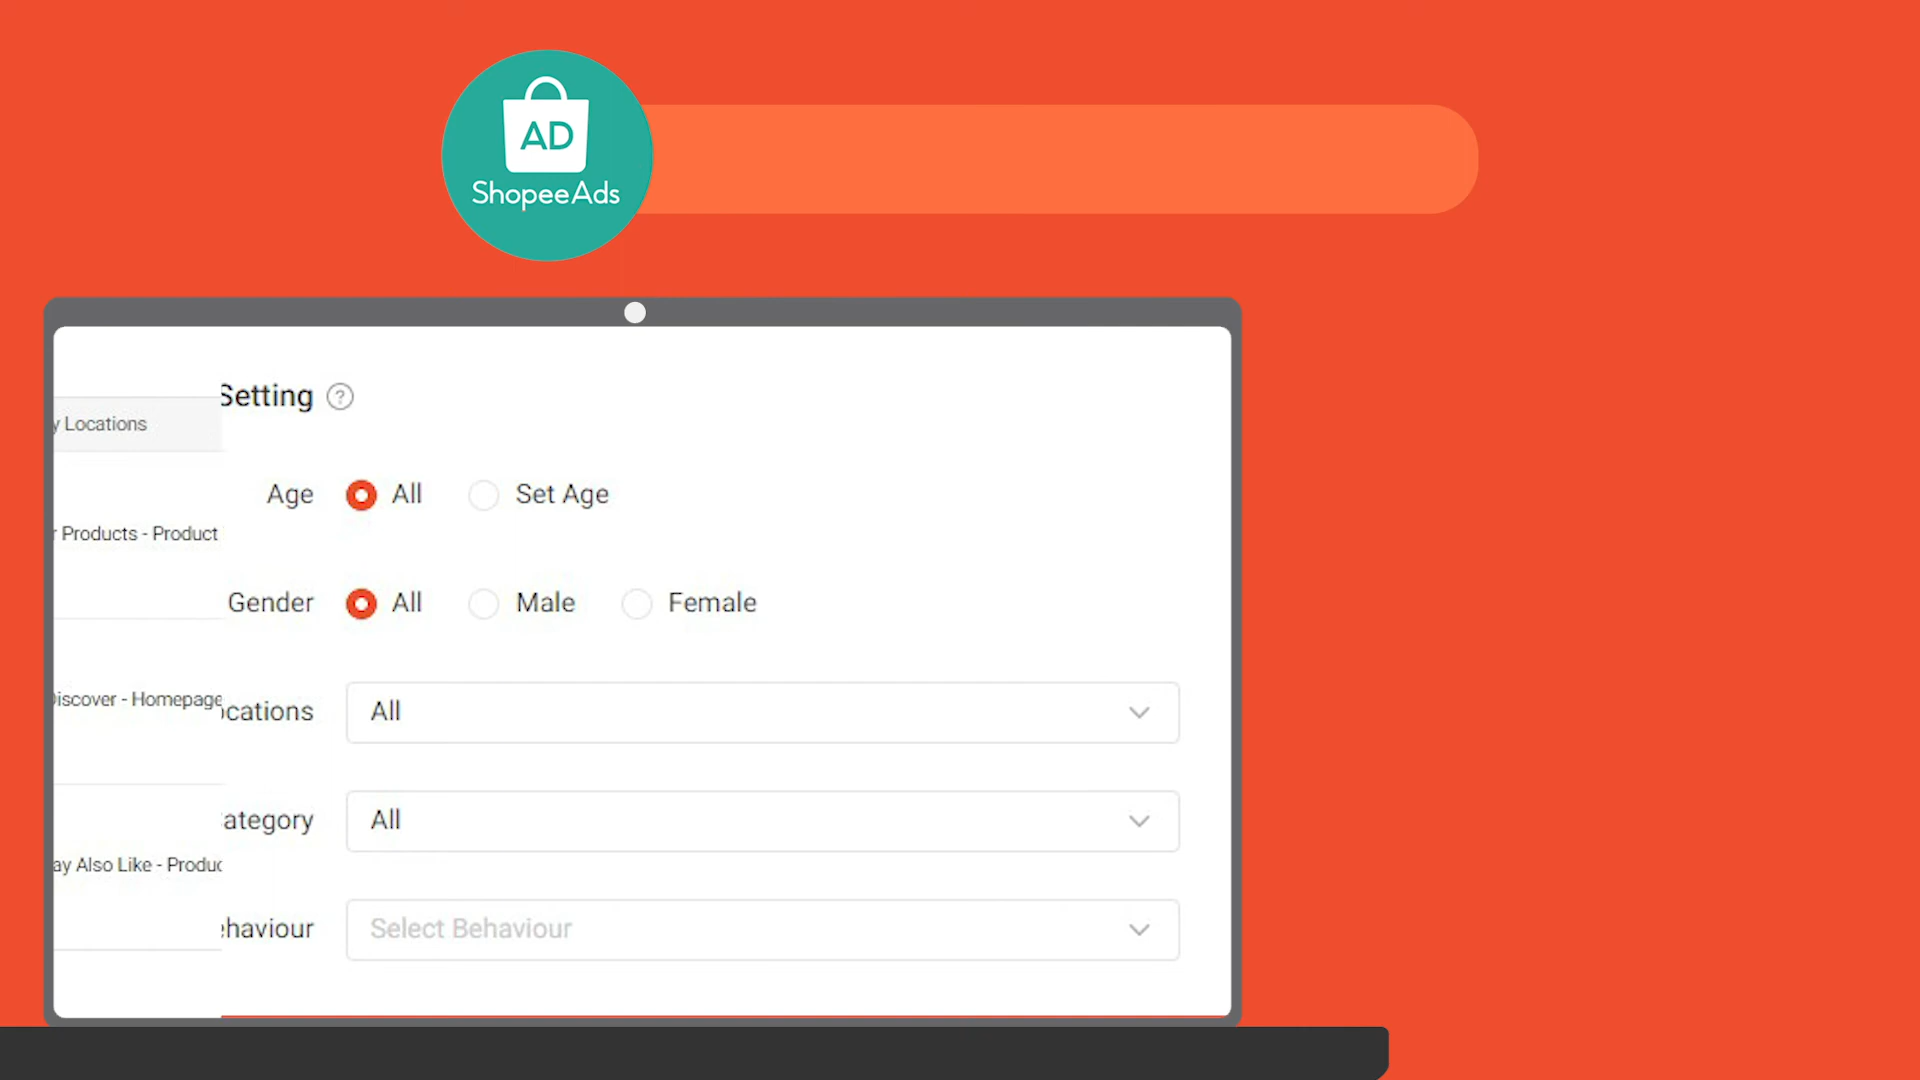 AD
ShopeeAds
Setting
y Locations
Age All Set Age
Products - Product
Gender All Male Female
iscover - Homepage
cations All
ategory All
ay Also Like - Produc
haviour Select Behaviour